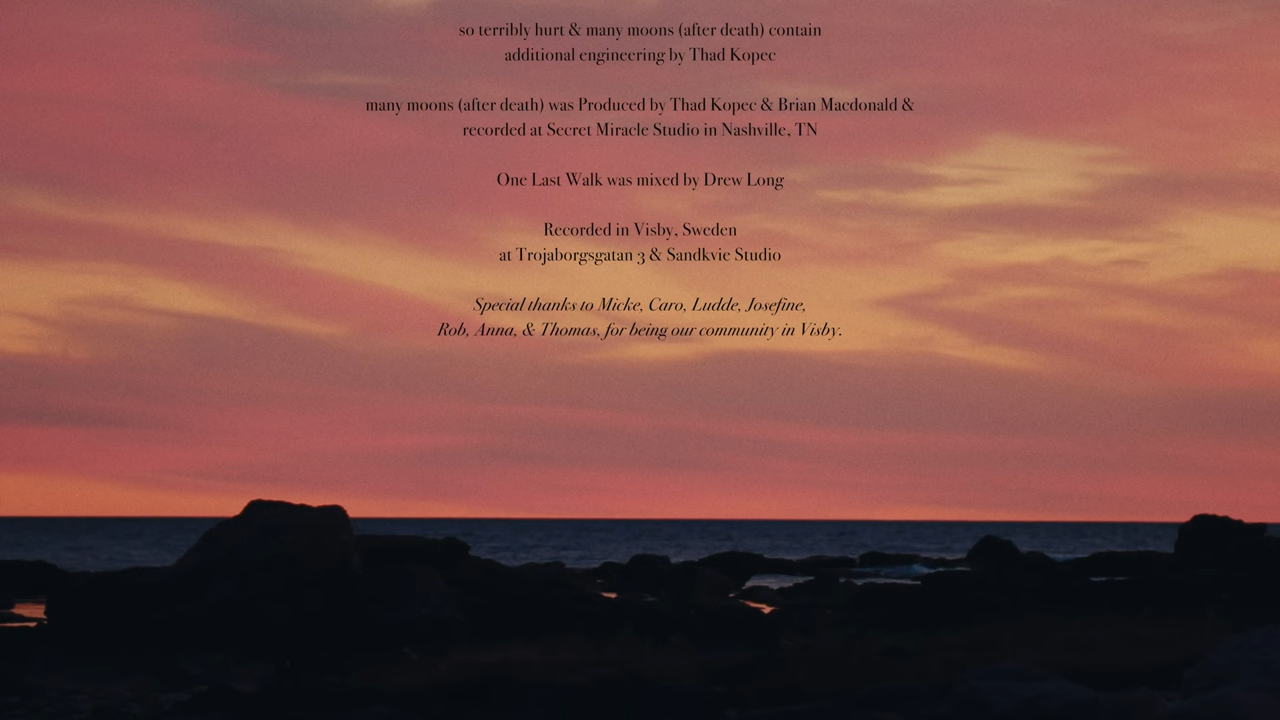 so terribly hurt & many moons (after death) contain
additional engineering by Thad Kopec
many moons (after death) was Produced by Thad Kopec & Brian Macdonald &
recorded at Secret Miracle Studio in Nashville, TN
One Last Walk was mixed by Drew Long
Recorded in Visby, Sweden
at Trojaborgsgatan 3 & Sandkvie Studio
Special thanks to Micke, Caro, Ludde, Josefine,
Rob, Anna, & Thomas, for being our community in Visby.